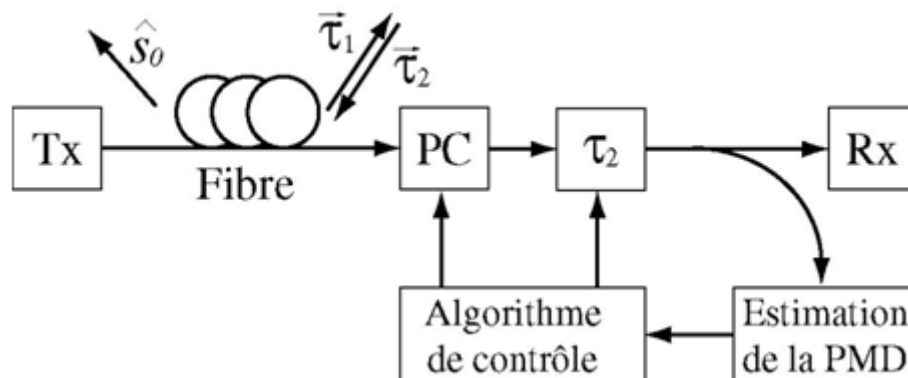 ŝ₀
τ⃗₁
τ⃗₂
Tx
Fibre
PC
τ₂
Rx
Algorithme
de contrôle
Estimation
de la PMD